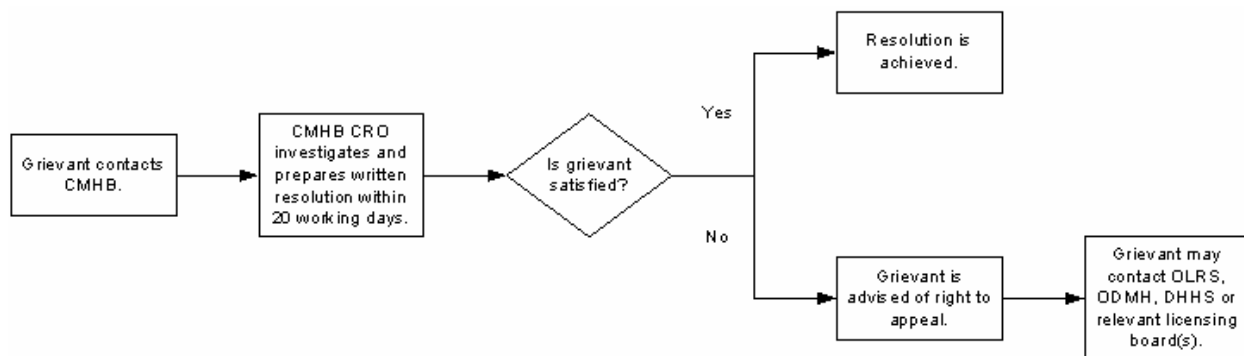 Grievant contacts
CMHB.
CMHB CRO
investigates and
prepares written
resolution within
20 working days.
Is grievant
satisfied?
Yes
Resolution is
achieved.
No
Grievant is
advised of right to
appeal.
Grievant may
contact OLRS,
ODMH, DHHS or
relevant licensing
board(s).